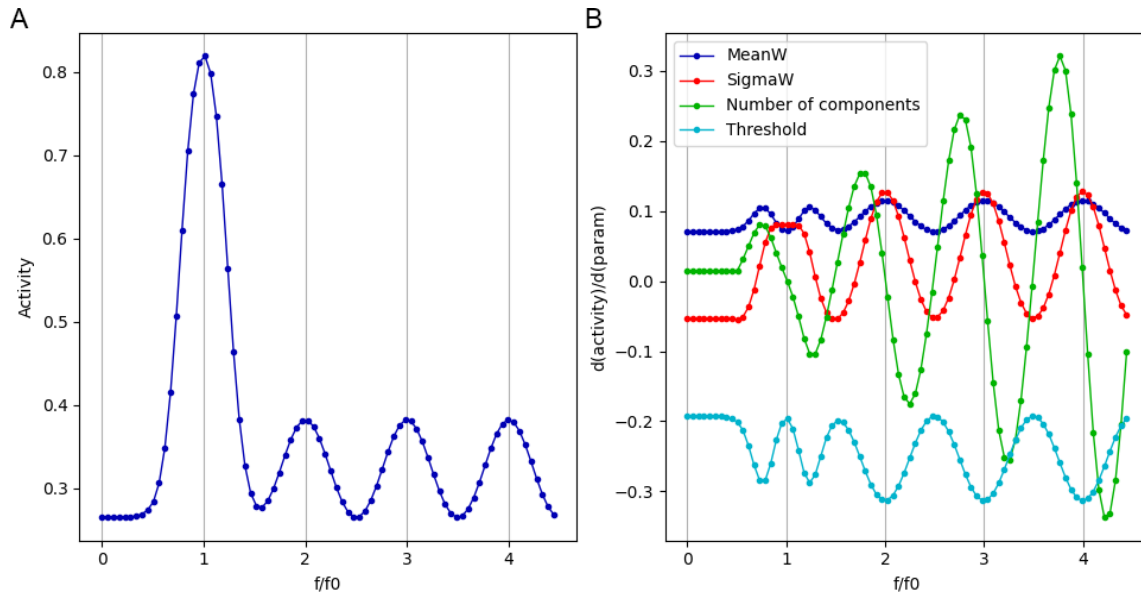 A
Activity
0.8
0.7
0.6
0.5
0.4
0.3
0 1 2 3 4
f/f0
B
MeanW
SigmaW
Number of components
Threshold
d(activity)/d(param)
0.3
0.2
0.1
0.0
−0.1
−0.2
−0.3
0 1 2 3 4
f/f0